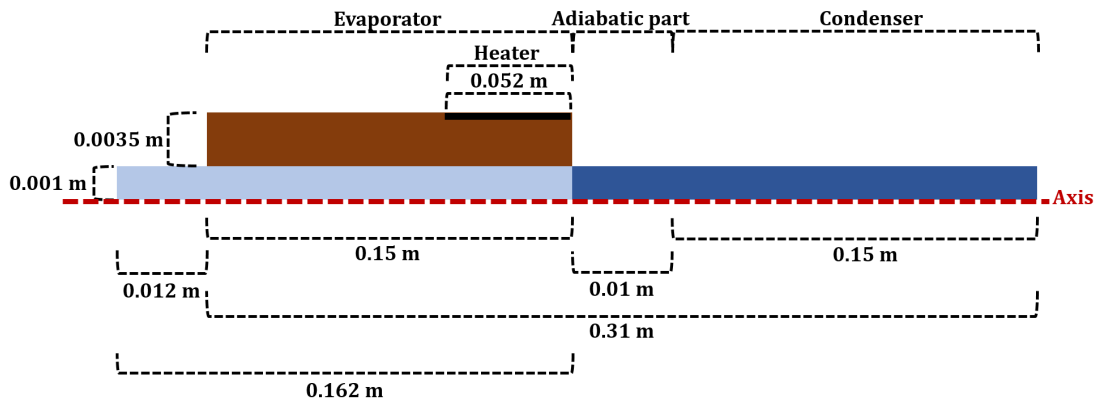 Evaporator
Adiabatic part
Condenser
Heater
0.052 m
0.0035 m
0.001 m
Axis
0.15 m
0.15 m
0.012 m
0.01 m
0.31 m
0.162 m